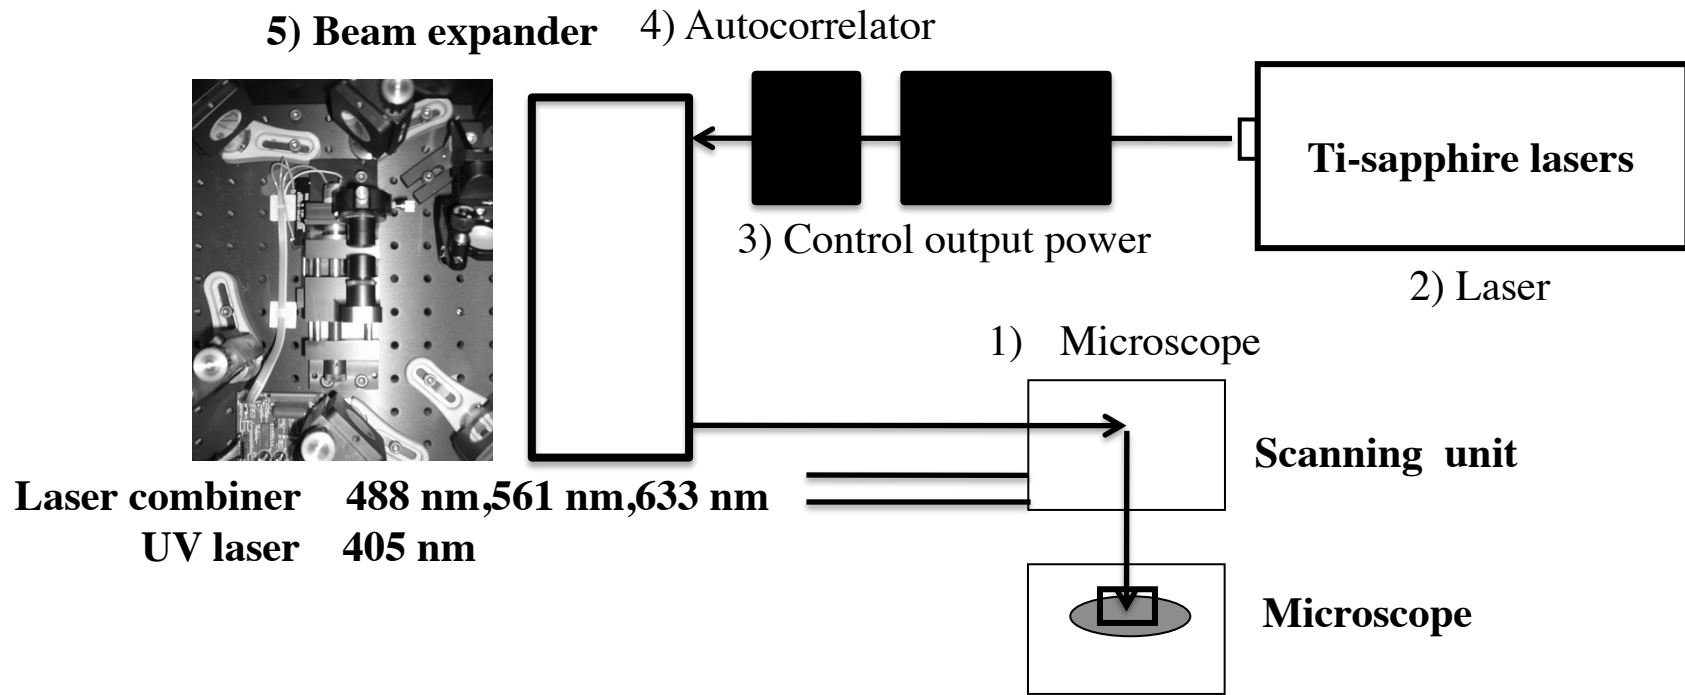 5) Beam expander
4) Autocorrelator
Ti-sapphire lasers
3) Control output power
2) Laser
1) Microscope
Scanning unit
Laser combiner 488 nm,561 nm,633 nm
UV laser 405 nm
Microscope